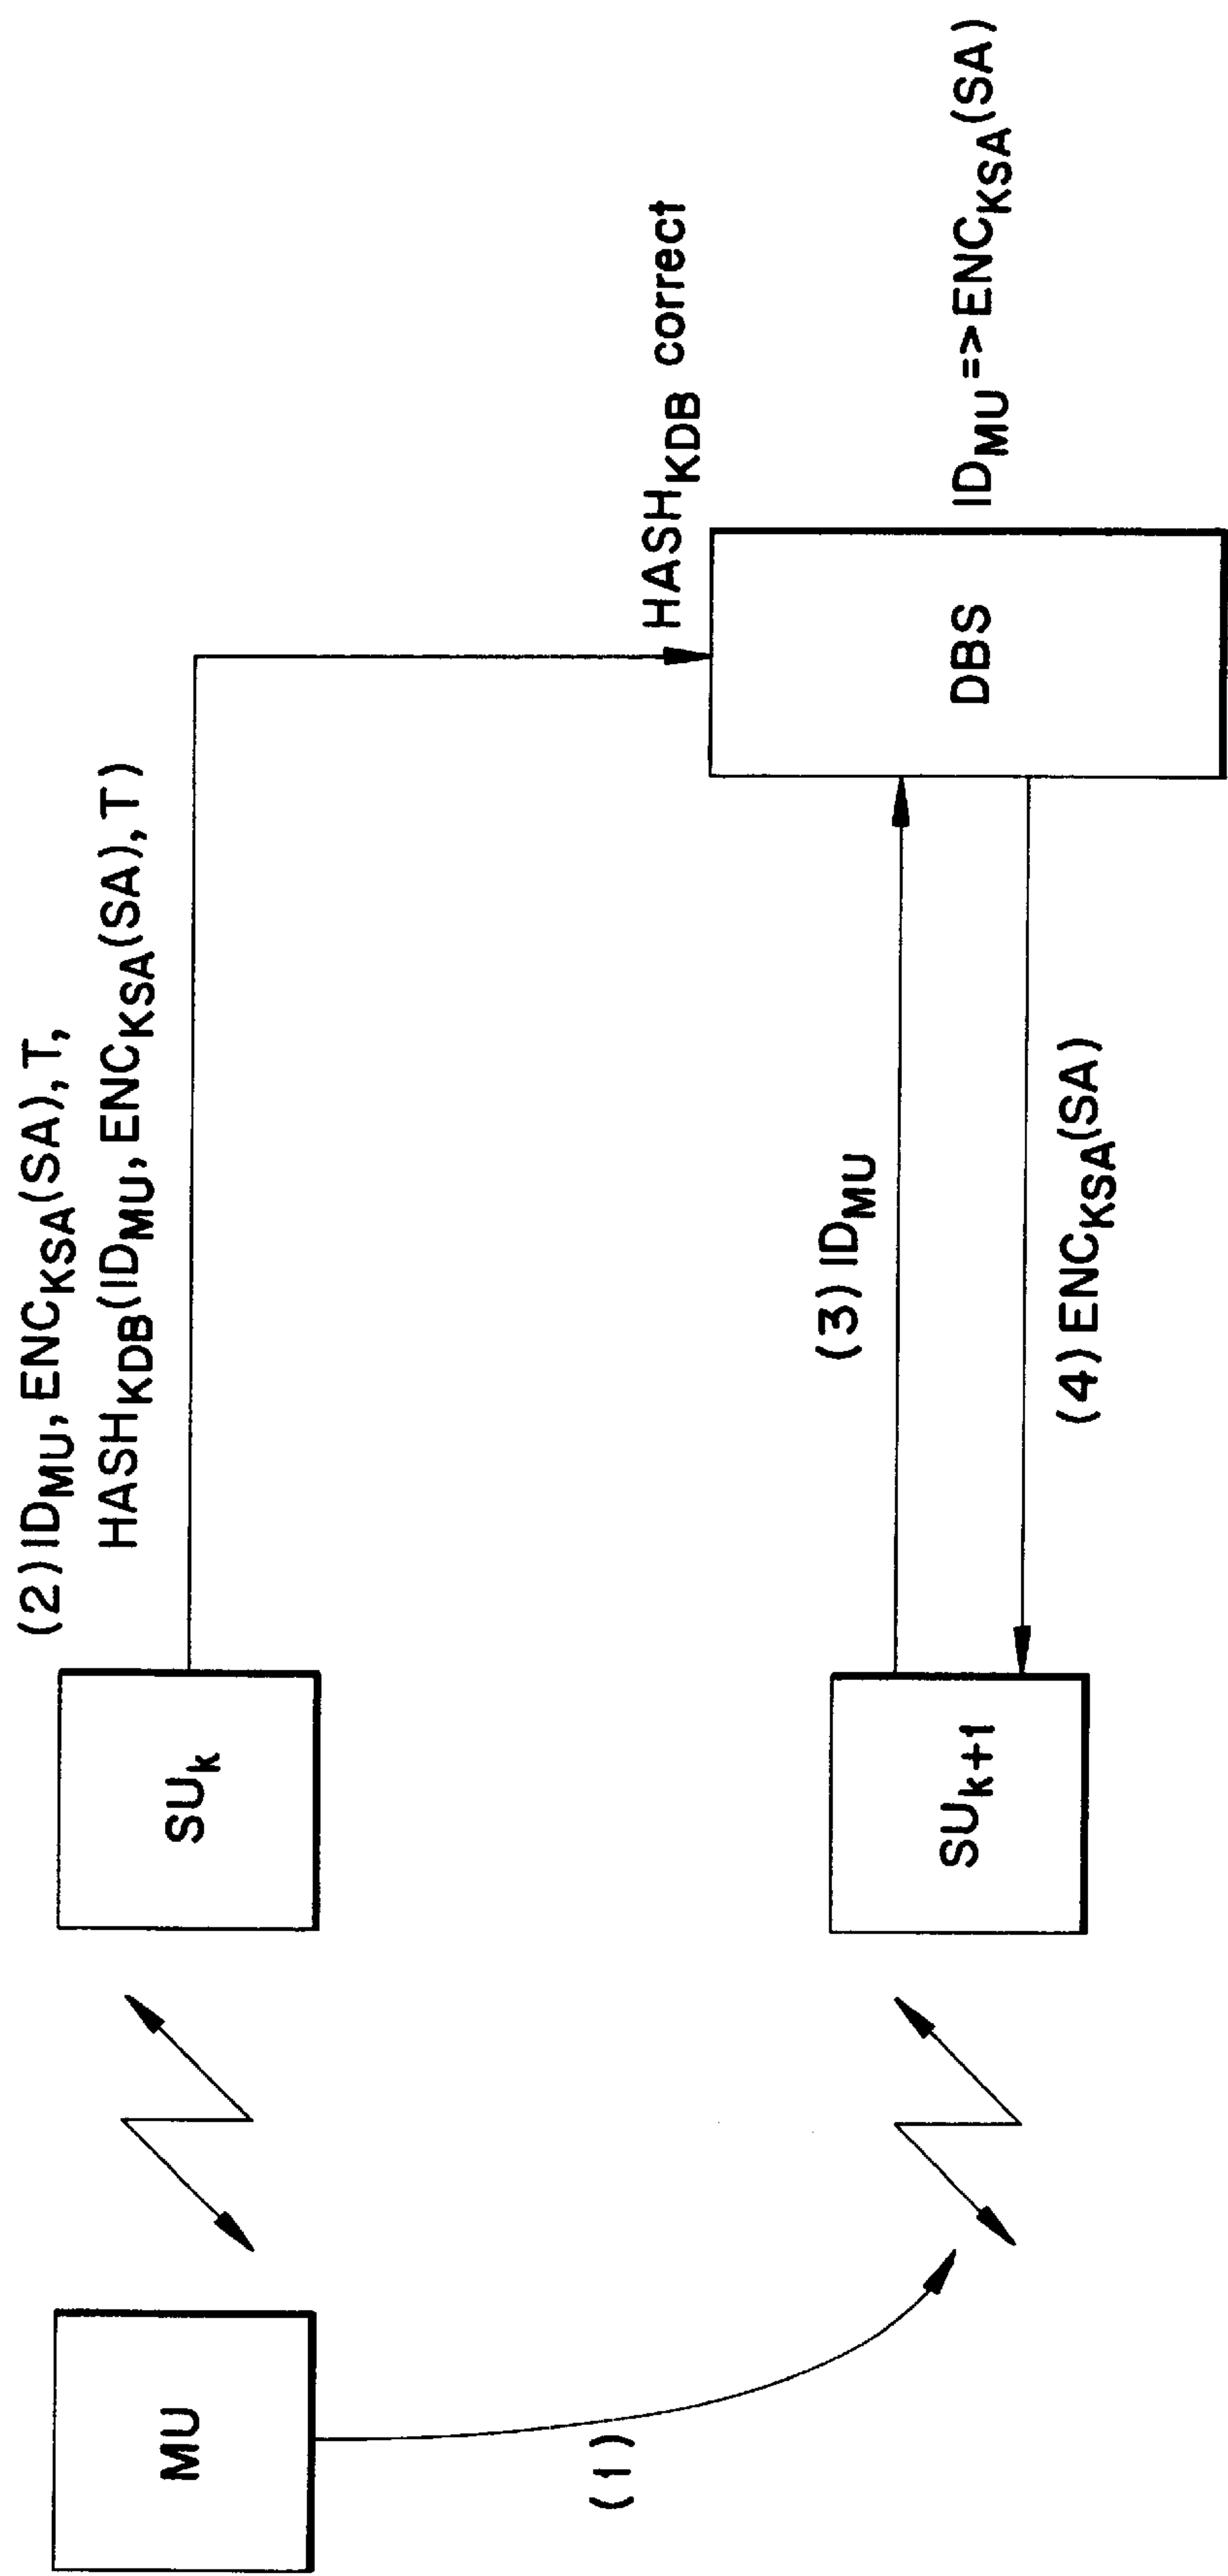 (2) ID_MU, ENC_KSA(SA), T,
HASH_KDB(ID_MU, ENC_KSA(SA), T)
MU
SU_k
HASH_KDB correct
(1)
(3) ID_MU
DBS
ID_MU => ENC_KSA(SA)
SU_k+1
(4) ENC_KSA(SA)